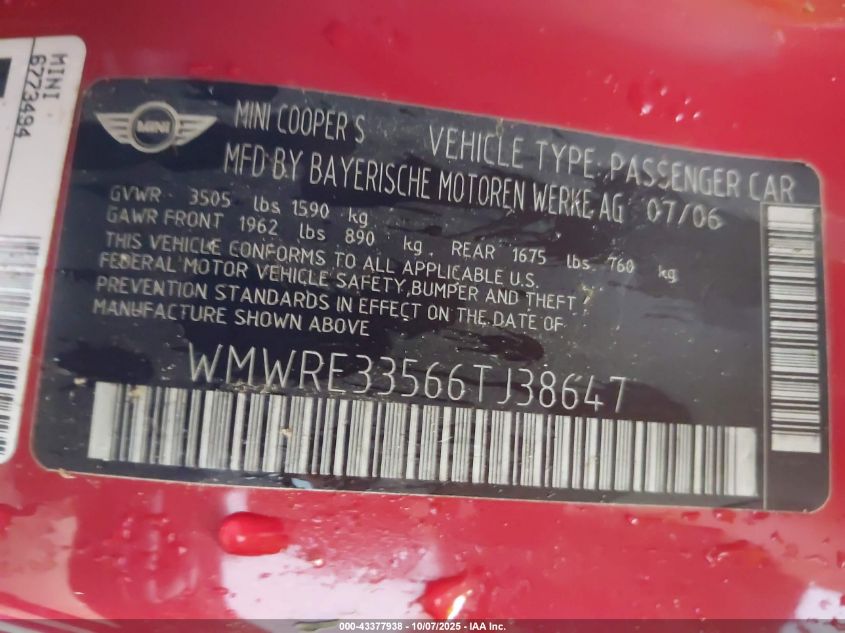 MINI
67773494
MINI
MINI COOPER S
VEHICLE TYPE: PASSENGER CAR
MFD BY BAYERISCHE MOTOREN WERKE AG 07/06
GVWR 3505 lbs 1590 kg
GAWR FRONT 1962 lbs 890 kg. REAR 1675 lbs. 760 kg
THIS VEHICLE CONFORMS TO ALL APPLICABLE U.S.
FEDERAL MOTOR VEHICLE SAFETY, BUMPER AND THEFT
PREVENTION STANDARDS IN EFFECT ON THE DATE OF
MANUFACTURE SHOWN ABOVE
WMWRE33566TJ38647
000-43377938 - 10/07/2025 - IAA Inc.